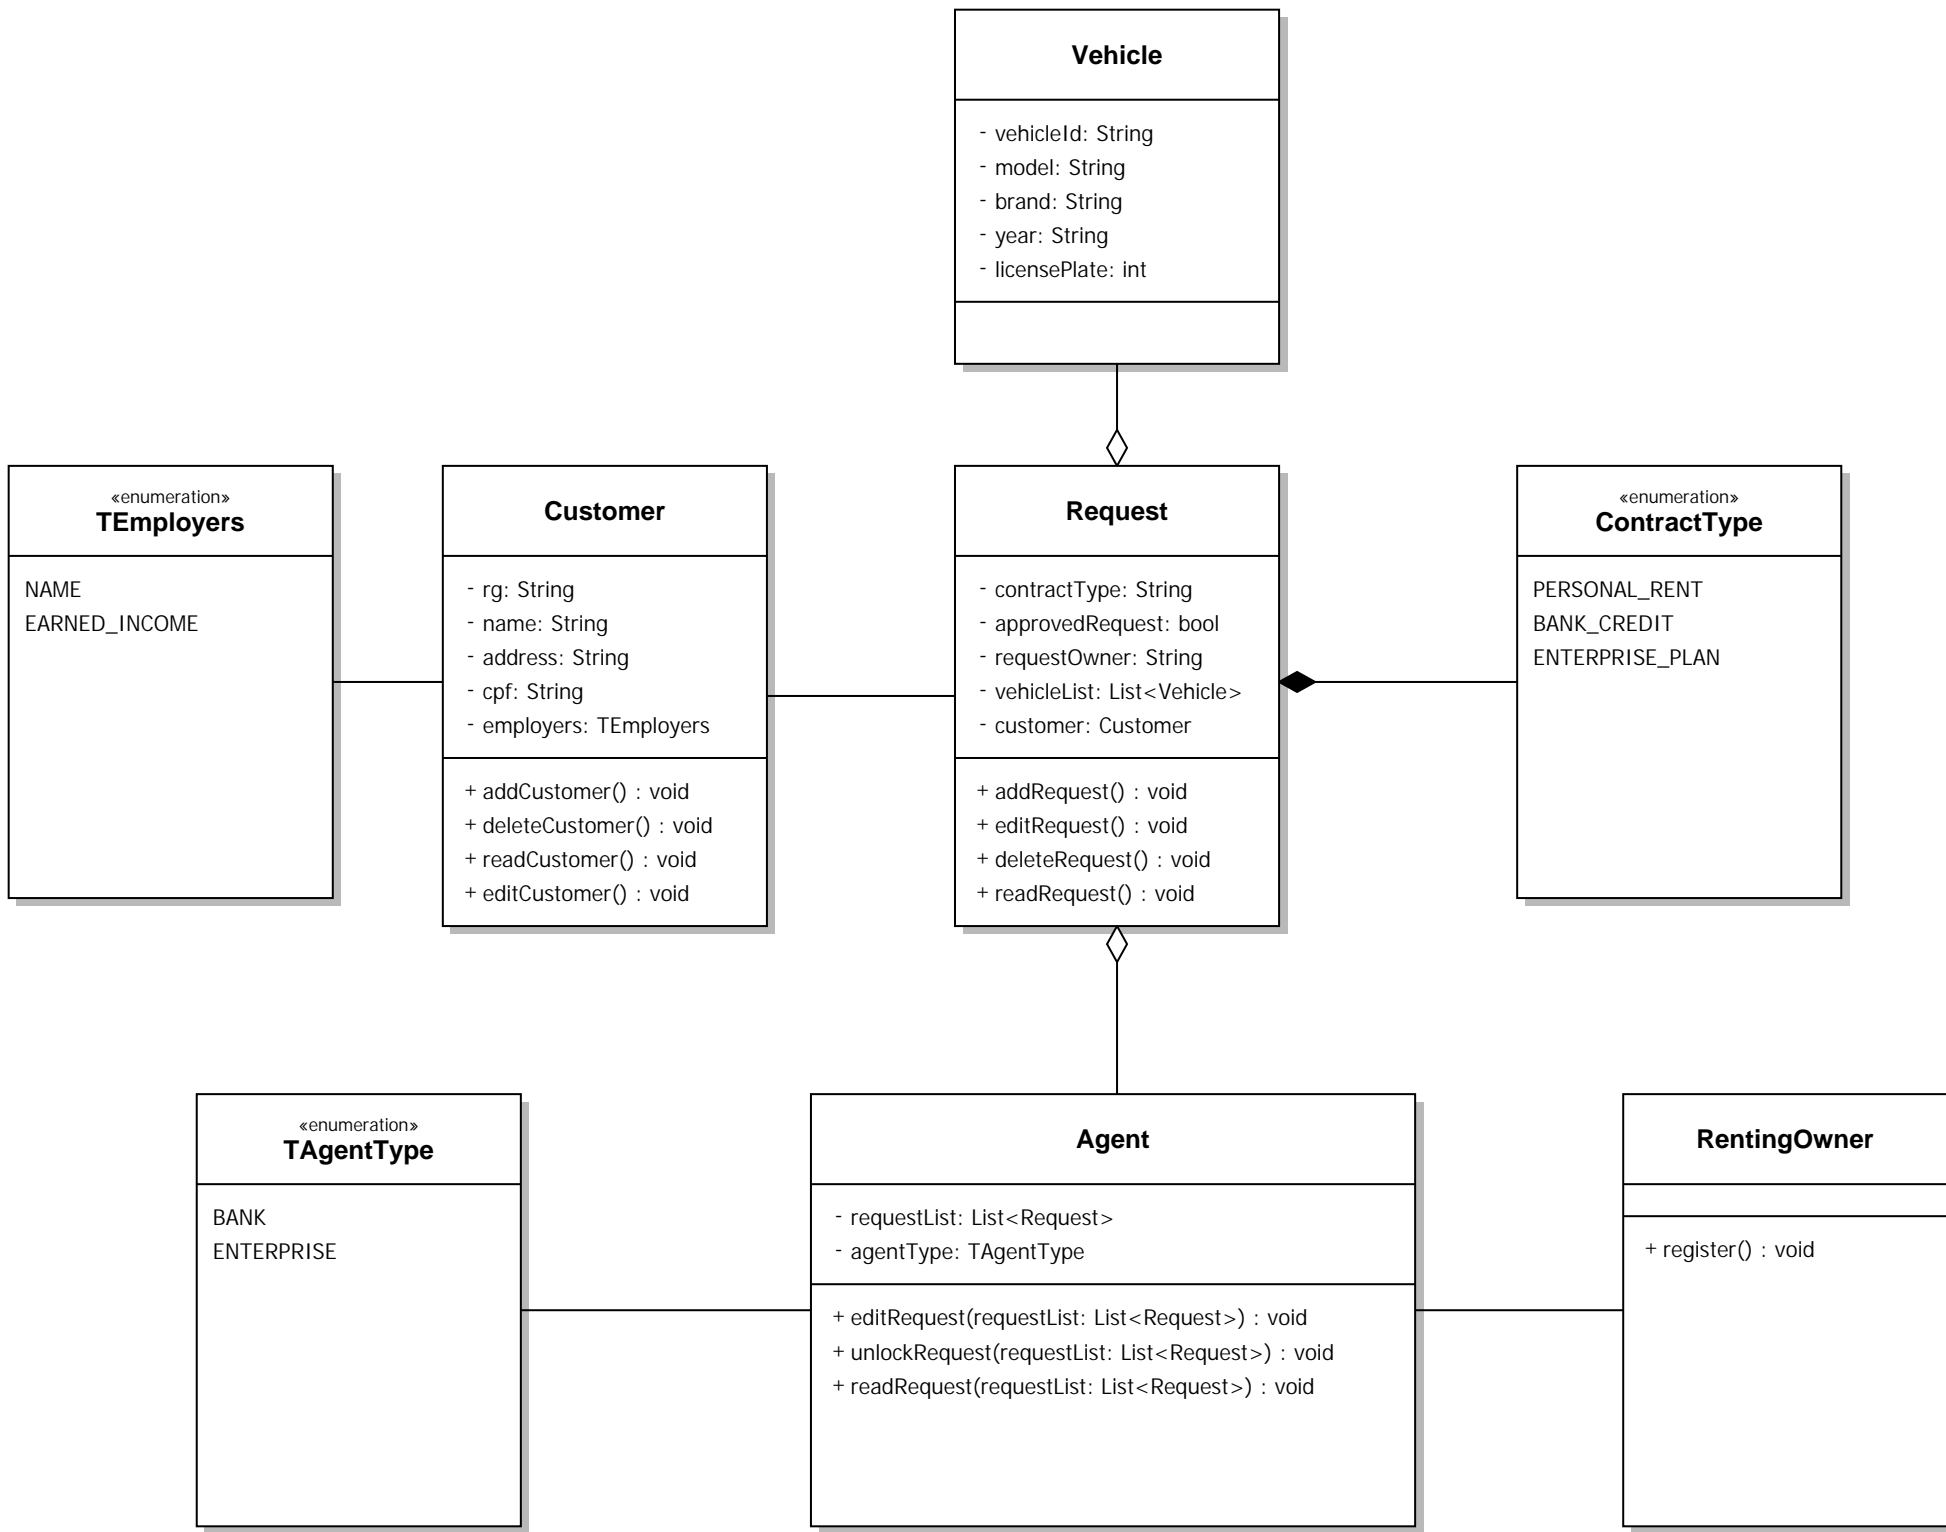 Vehicle
- vehicleId: String
- model: String
- brand: String
- year: String
- licensePlate: int
«enumeration»
TEmployers
NAME
EARNED_INCOME
Customer
- rg: String
- name: String
- address: String
- cpf: String
- employers: TEmployers
+ addCustomer() : void
+ deleteCustomer() : void
+ readCustomer() : void
+ editCustomer() : void
Request
- contractType: String
- approvedRequest: bool
- requestOwner: String
- vehicleList: List<Vehicle>
- customer: Customer
+ addRequest() : void
+ editRequest() : void
+ deleteRequest() : void
+ readRequest() : void
«enumeration»
ContractType
PERSONAL_RENT
BANK_CREDIT
ENTERPRISE_PLAN
«enumeration»
TAgentType
BANK
ENTERPRISE
Agent
- requestList: List<Request>
- agentType: TAgentType
+ editRequest(requestList: List<Request>) : void
+ unlockRequest(requestList: List<Request>) : void
+ readRequest(requestList: List<Request>) : void
RentingOwner
+ register() : void